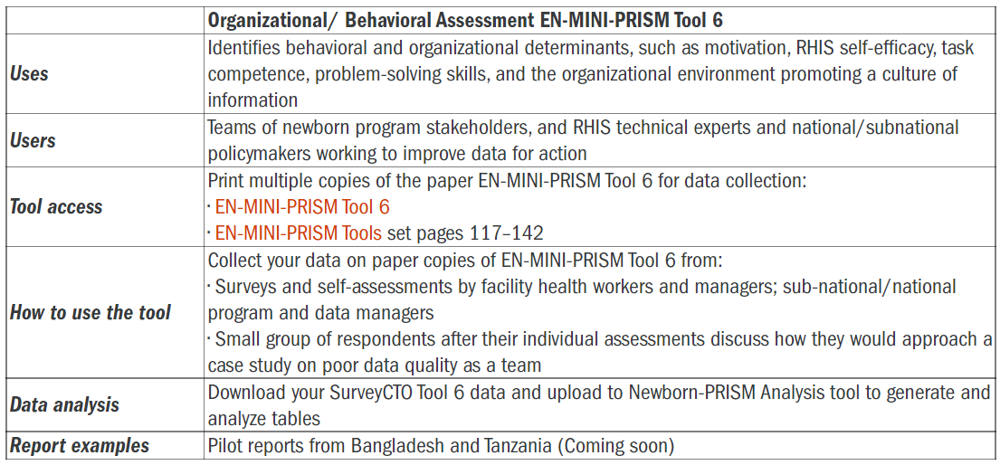 Organizational/ Behavioral Assessment EN-MINI-PRISM Tool 6
Uses
Identifies behavioral and organizational determinants, such as motivation, RHIS self-efficacy, task
competence, problem-solving skills, and the organizational environment promoting a culture of
information
Users
Teams of newborn program stakeholders, and RHIS technical experts and national/subnational
policymakers working to improve data for action
Tool access
Print multiple copies of the paper EN-MINI-PRISM Tool 6 for data collection:
· EN-MINI-PRISM Tool 6
· EN-MINI-PRISM Tools set pages 117–142
How to use the tool
Collect your data on paper copies of EN-MINI-PRISM Tool 6 from:
· Surveys and self-assessments by facility health workers and managers; sub-national/national
program and data managers
· Small group of respondents after their individual assessments discuss how they would approach a
case study on poor data quality as a team
Data analysis
Download your SurveyCTO Tool 6 data and upload to Newborn-PRISM Analysis tool to generate and
analyze tables
Report examples
Pilot reports from Bangladesh and Tanzania (Coming soon)